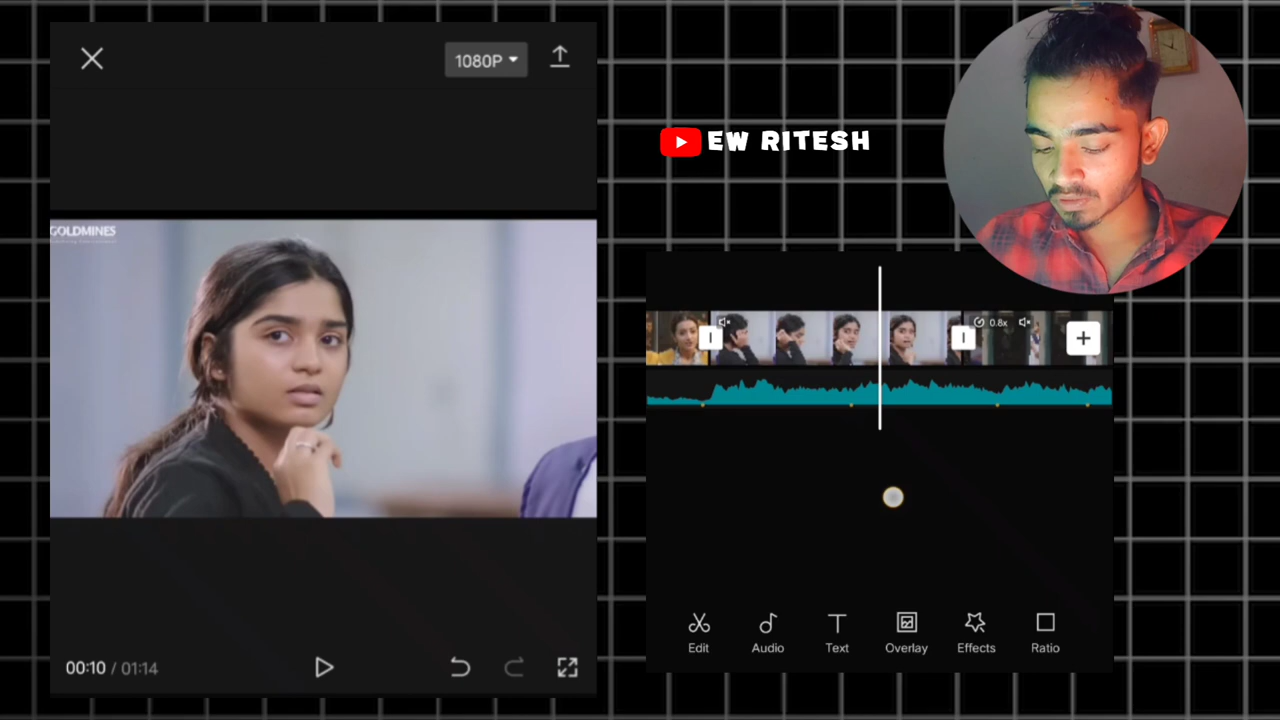 1080P
GOLDMINES
00:10 / 01:14
EW RITESH
0.8x
Edit
Audio
Text
Overlay
Effects
Ratio